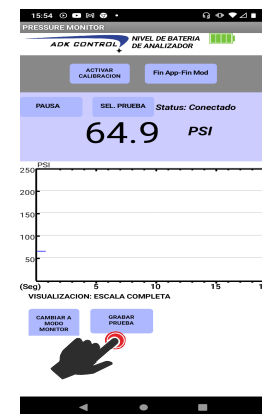 15:54
PRESSURE MONITOR
ADK CONTROL
NIVEL DE BATERIA
DE ANALIZADOR
ACTIVAR
CALIBRACION
Fin App-Fin Mod
PAUSA
SEL. PRUEBA
Status: Conectado
64.9 PSI
PSI
250
200
150
100
50
(Seg) 5 10 15 1
VISUALIZACION: ESCALA COMPLETA
CAMBIAR A
MODO
MONITOR
GRABAR
PRUEBA